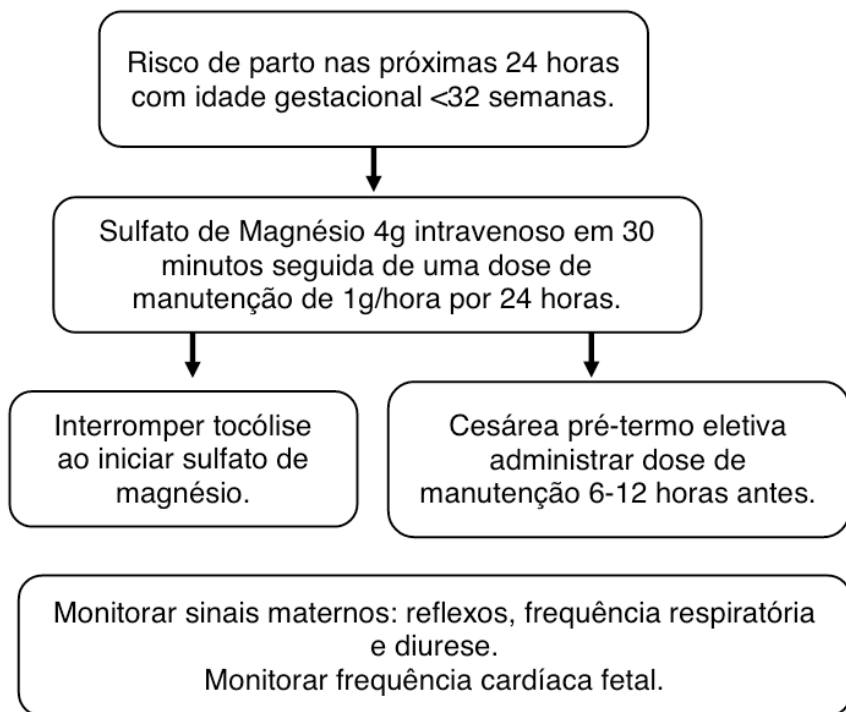 Risco de parto nas próximas 24 horas
com idade gestacional <32 semanas.
Sulfato de Magnésio 4g intravenoso em 30
minutos seguida de uma dose de
manutenção de 1g/hora por 24 horas.
Interromper tocólise
ao iniciar sulfato de
magnésio.
Cesárea pré-termo eletiva
administrar dose de
manutenção 6-12 horas antes.
Monitorar sinais maternos: reflexos, frequência respiratória
e diurese.
Monitorar frequência cardíaca fetal.